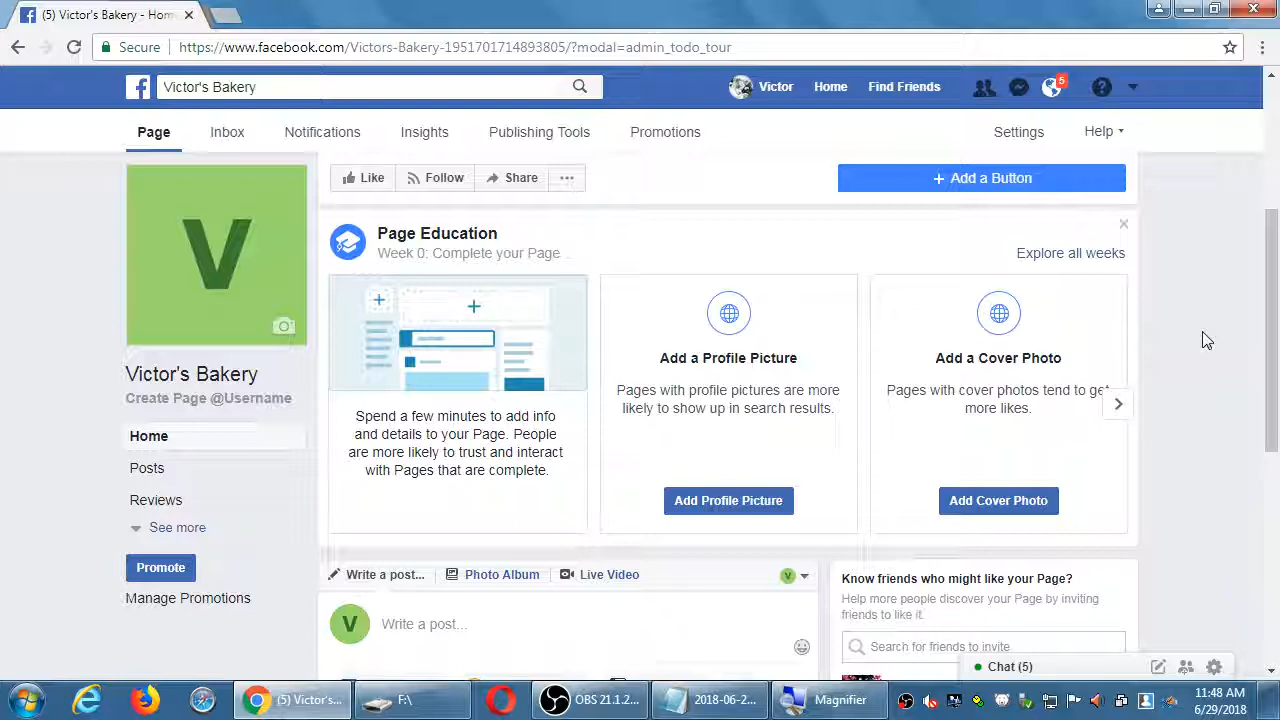 (5) Victor's Bakery - Hom
Secure
https://www.facebook.com/Victors-Bakery-1951701714893805/?modal=admin_todo_tour
Victor's Bakery
Victor
Home
Find Friends
5
Page
Inbox
Notifications
Insights
Publishing Tools
Promotions
Settings
Help
Like
Follow
Share
+ Add a Button
V
Victor's Bakery
Create Page @Username
Home
Posts
Reviews
See more
Promote
Manage Promotions
Page Education
Week 0: Complete your Page
Explore all weeks
Spend a few minutes to add info
and details to your Page. People
are more likely to trust and interact
with Pages that are complete.
Add a Profile Picture
Pages with profile pictures are more
likely to show up in search results.
Add Profile Picture
Add a Cover Photo
Pages with cover photos tend to get
more likes.
Add Cover Photo
Write a post...
Photo Album
Live Video
V
V
Write a post...
Know friends who might like your Page?
Help more people discover your Page by inviting
friends to like it.
Search for friends to invite
Chat (5)
(5) Victor's...
F:\
OBS 21.1.2...
2018-06-2...
Magnifier
11:48 AM
6/29/2018